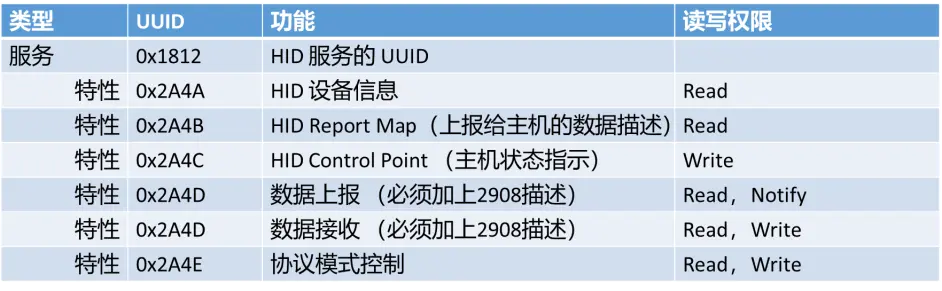 类型 UUID 功能 读写权限
服务 0x1812 HID 服务的 UUID
特性 0x2A4A HID 设备信息 Read
特性 0x2A4B HID Report Map（上报给主机的数据描述）Read
特性 0x2A4C HID Control Point （主机状态指示） Write
特性 0x2A4D 数据上报 （必须加上2908描述） Read，Notify
特性 0x2A4D 数据接收 （必须加上2908描述） Read，Write
特性 0x2A4E 协议模式控制 Read，Write